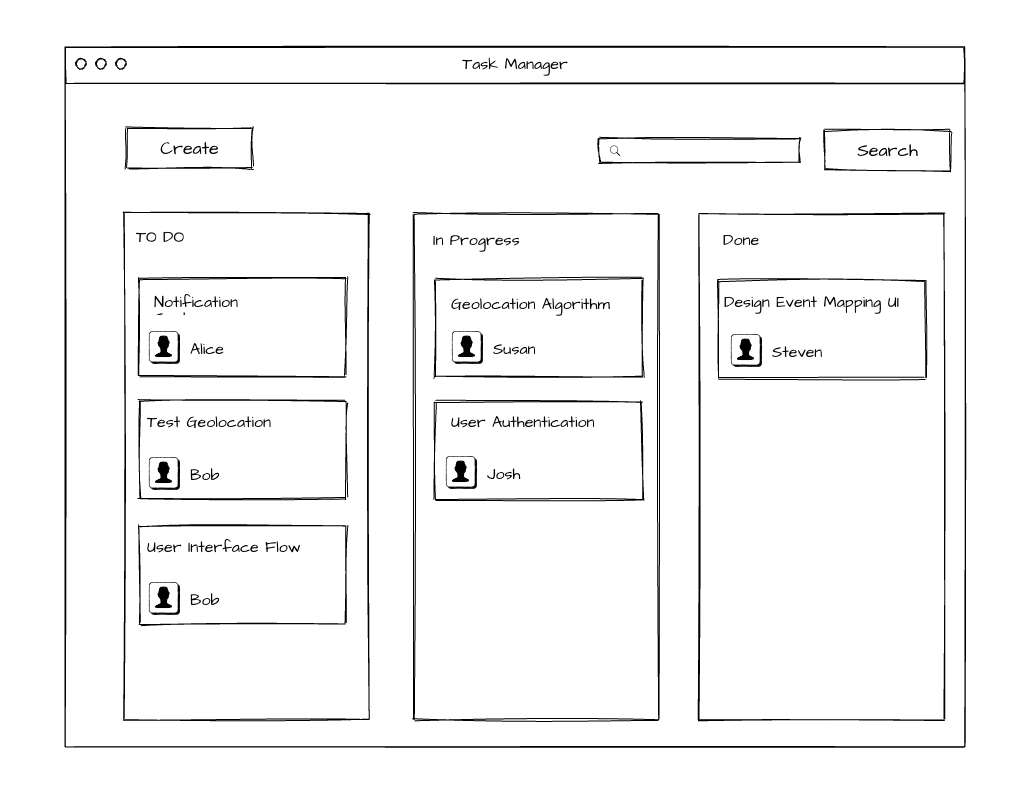 Task Manager
Create
Search
TO DO
Notification
Alice
Test Geolocation
Bob
User Interface Flow
Bob
In Progress
Geolocation Algorithm
Susan
User Authentication
Josh
Done
Design Event Mapping UI
Steven